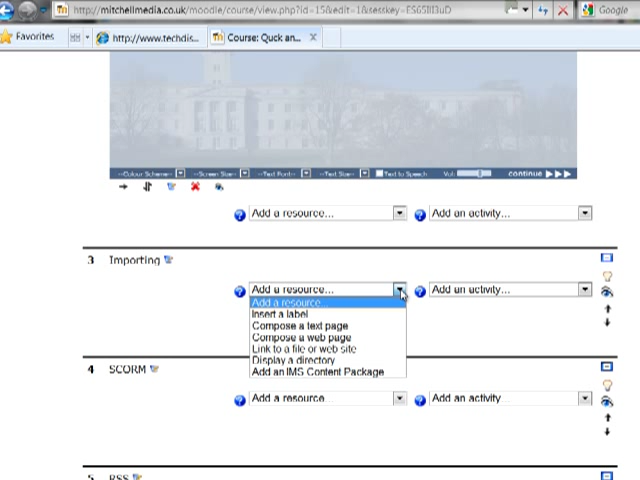 http://mitchellmedia.co.uk/moodle/course/view.php?id=15&edit=1&sesskey=
Google
Favorites
http://www.techdis...
Course: Quck an...
--Colour Scheme-- --Screen Size-- --Text Font-- --Text Size-- Text to Speech Vol: continue
Add a resource... Add an activity...
3 Importing
Add a resource... Add an activity...
Add a resource...
Insert a label
Compose a text page
Compose a web page
Link to a file or web site
Display a directory
Add an IMS Content Package
4 SCORM
Add a resource Add an activity
5 RSS